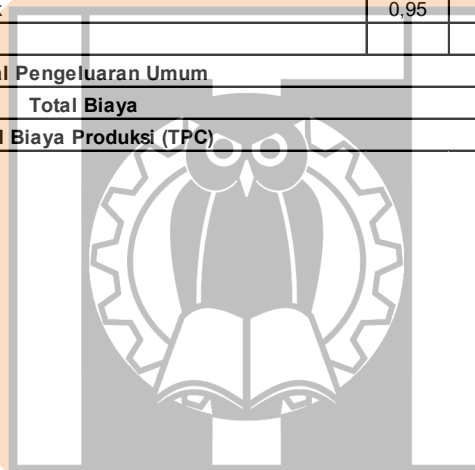 0,95
Pengeluaran Umum
Total Biaya
Biaya Produksi (TPC)